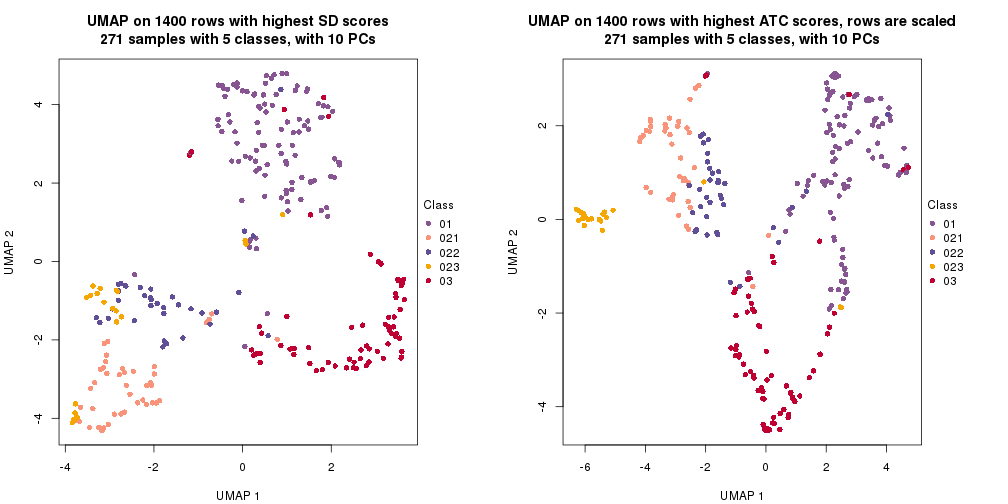 UMAP on 1400 rows with highest SD scores
271 samples with 5 classes, with 10 PCs
UMAP 2
4
2
0
-2
-4
-4
-2
0
2
UMAP 1
Class
01
021
022
023
03
UMAP on 1400 rows with highest ATC scores, rows are scaled
271 samples with 5 classes, with 10 PCs
UMAP 2
2
0
-2
-4
-6
-4
-2
0
2
4
UMAP 1
Class
01
021
022
023
03